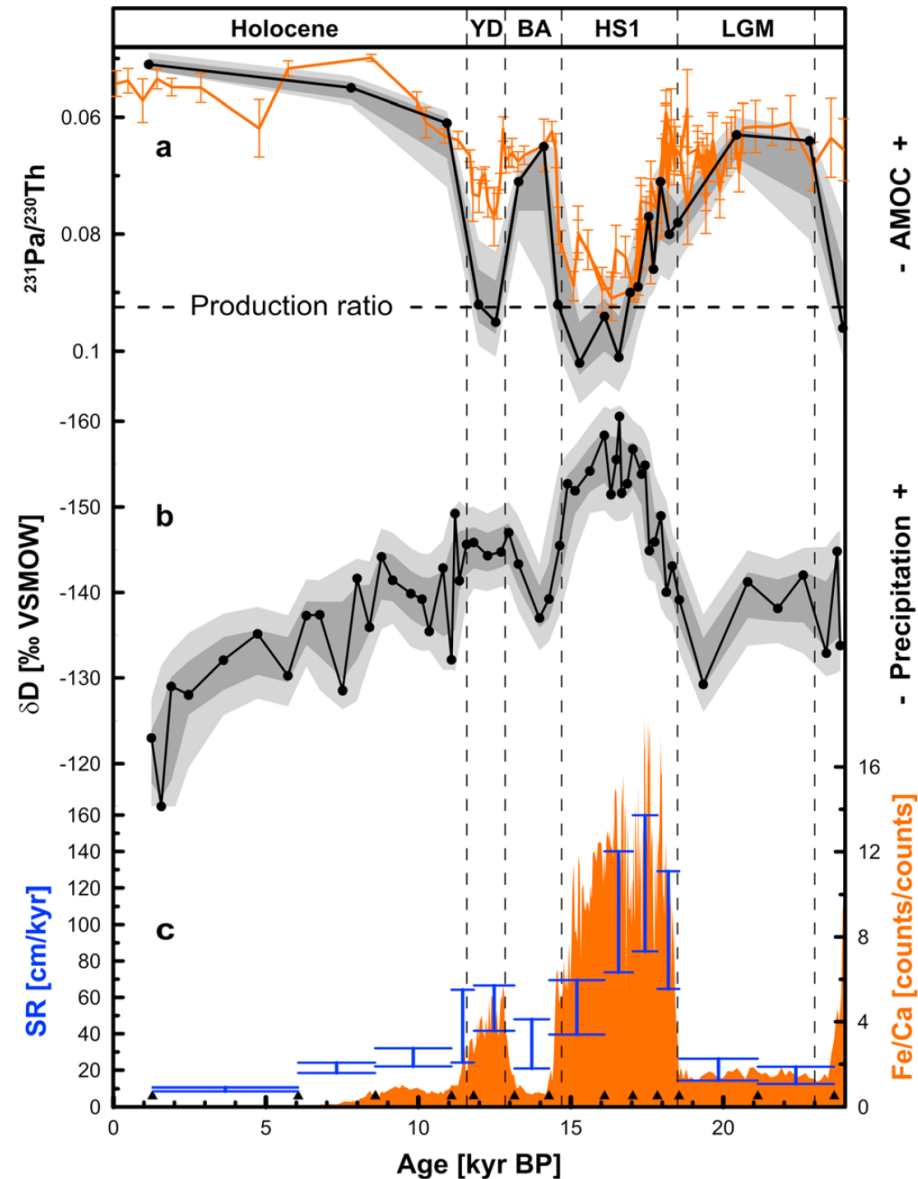 Holocene YD BA HS1 LGM
a
0.06
0.08
0.1
²³¹Pa/²³⁰Th
- AMOC +
Production ratio
b
-160
-150
-140
-130
-120
δD [‰ VSMOW]
- Precipitation +
c
160
140
120
100
80
60
40
20
0
SR [cm/kyr]
16
12
8
4
0
Fe/Ca [counts/counts]
0 5 10 15 20
Age [kyr BP]